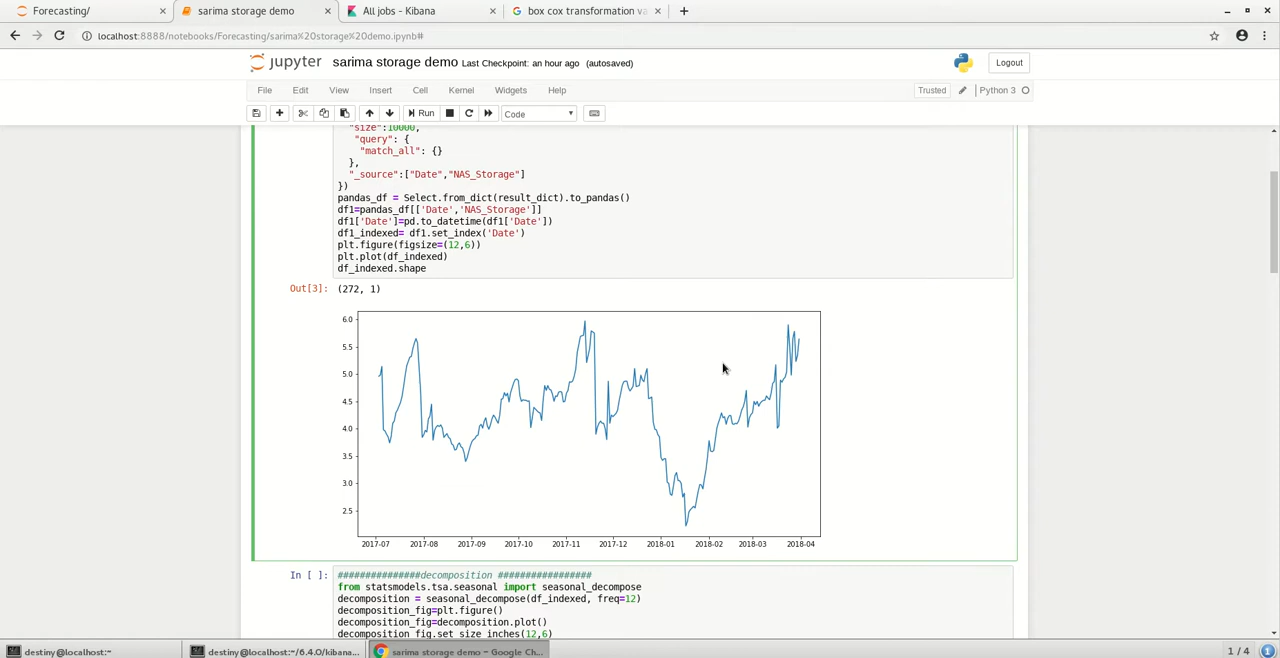 Forecasting/
sarima storage demo
All jobs - Kibana
box cox transformation va
localhost:8888/notebooks/Forecasting/sarima%20storage%20demo.ipynb#
jupyter sarima storage demo Last Checkpoint: an hour ago (autosaved)
Logout
File Edit View Insert Cell Kernel Widgets Help
Trusted
Python 3
Run
Code
"size":10000,
"query": {
"match_all": {}
},
"_source":["Date","NAS_Storage"]
})
pandas_df = Select.from_dict(result_dict).to_pandas()
df1=pandas_df[['Date','NAS_Storage']]
df1['Date']=pd.to_datetime(df1['Date'])
df1_indexed= df1.set_index('Date')
plt.figure(figsize=(12,6))
plt.plot(df_indexed)
df_indexed.shape
Out[3]: (272, 1)
6.0
5.5
5.0
4.5
4.0
3.5
3.0
2.5
2017-07 2017-08 2017-09 2017-10 2017-11 2017-12 2018-01 2018-02 2018-03 2018-04
In [ ]: ###############decomposition #################
from statsmodels.tsa.seasonal import seasonal_decompose
decomposition = seasonal_decompose(df_indexed, freq=12)
decomposition_fig=plt.figure()
decomposition_fig=decomposition.plot()
decomposition_fig.set_size_inches(12,6)
destiny@localhost:~
destiny@localhost:~/6.4.0/kibana...
sarima storage demo – Google Ch...
1 / 4
1